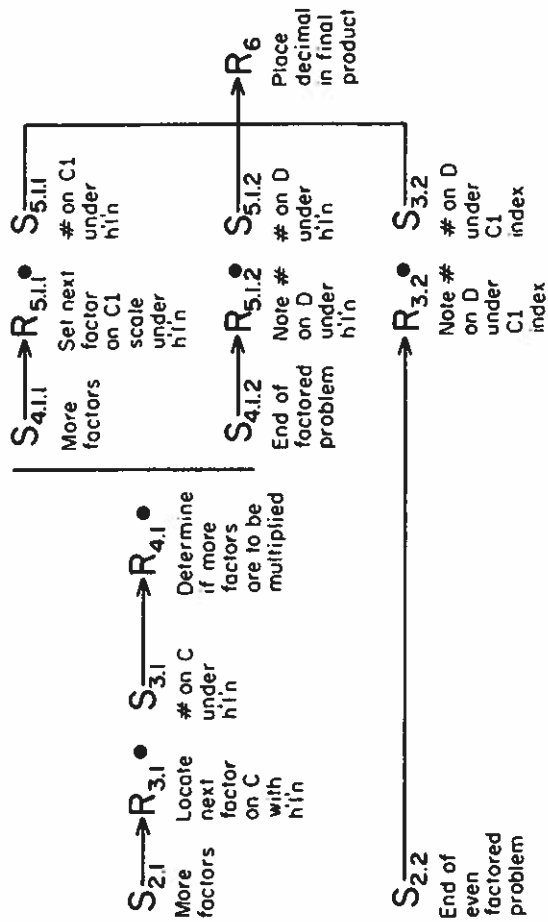 S4.1.1 R5.1.1● S5.1.1
More
factors
Set next
factor
on C1
scale
under
h'l'n
# on C1
under
h'l'n
S2.1 R3.1● S3.1 R4.1●
More
factors
Locate
next
factor
on C
with
h'l'n
# on C
under
h'l'n
Determine
if more
factors
are to be
multiplied
S4.1.2 R5.1.2● S5.1.2 R6
End of
factored
problem
Note #
on D
under
h'l'n
# on D
under
h'l'n
Place
decimal
in final
product
S2.2 R3.2● S3.2
End of
even
factored
problem
Note #
on D
under
C1
index
# on D
under
C1
index